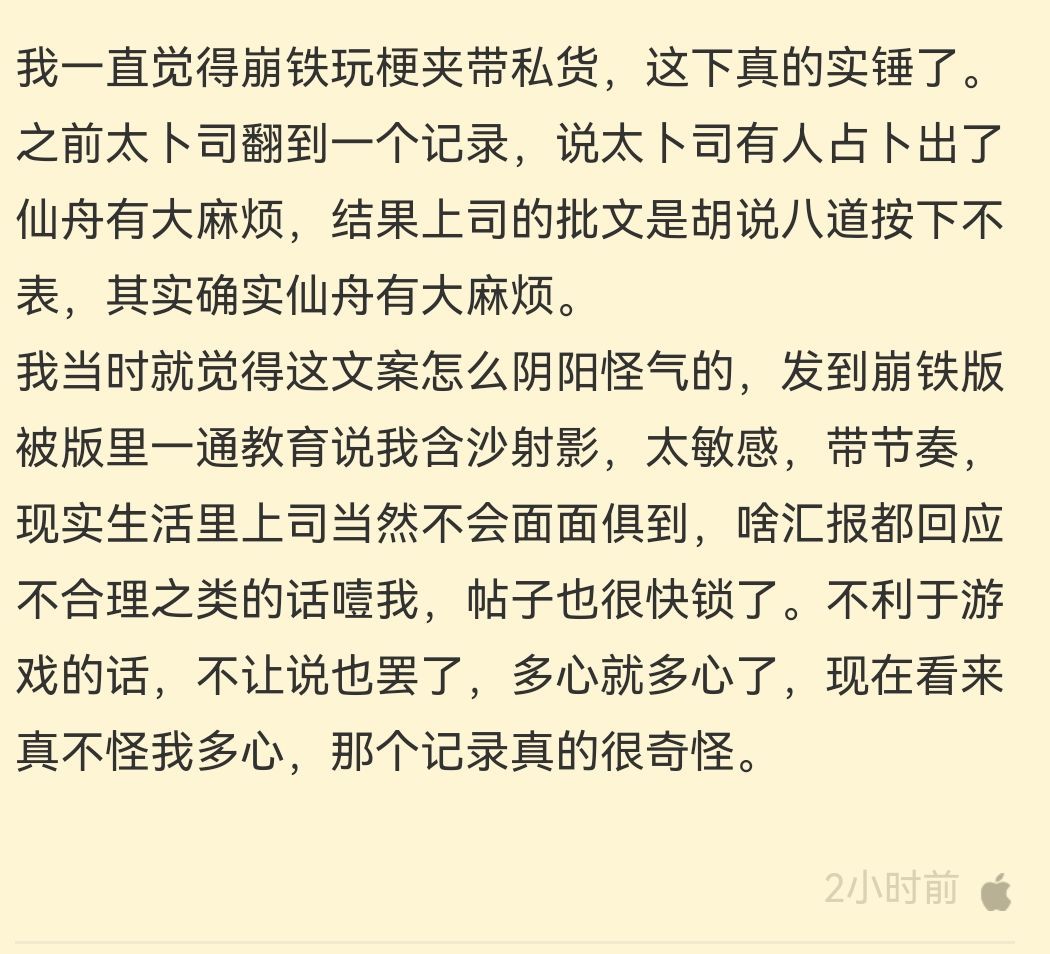 我一直觉得崩铁玩梗夹带私货，这下真的实锤了。
之前太卜司翻到一个记录，说太卜司有人占卜出了
仙舟有大麻烦，结果上司的批文是胡说八道按下不
表，其实确实仙舟有大麻烦。
我当时就觉得这文案怎么阴阳怪气的，发到崩铁版
被版里一通教育说我含沙射影，太敏感，带节奏，
现实生活里上司当然不会面面俱到，啥汇报都回应
不合理之类的话噎我，帖子也很快锁了。不利于游
戏的话，不让说也罢了，多心就多心了，现在看来
真不怪我多心，那个记录真的很奇怪。
2小时前